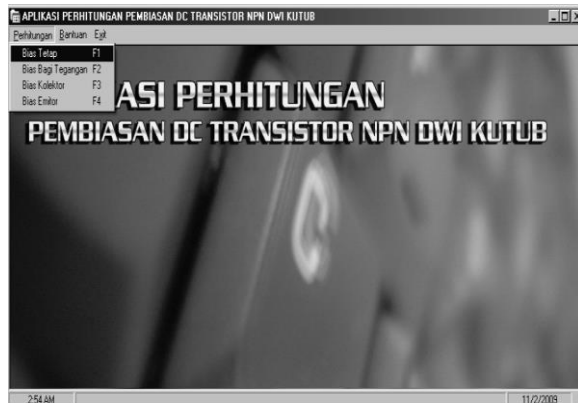 APLIKASI PERHITUNGAN PEMBIASAN DC TRANSISTOR NPN DWI KUTUB
Perhitungan Bantuan Exit
Bias Tetap F1
Bias Bagi Tegangan F2
Bias Kolektor F3
Bias Emitor F4
ASI PERHITUNGAN
PEMBIASAN DC TRANSISTOR NPN DWI KUTUB
2:54 AM 11/2/2009